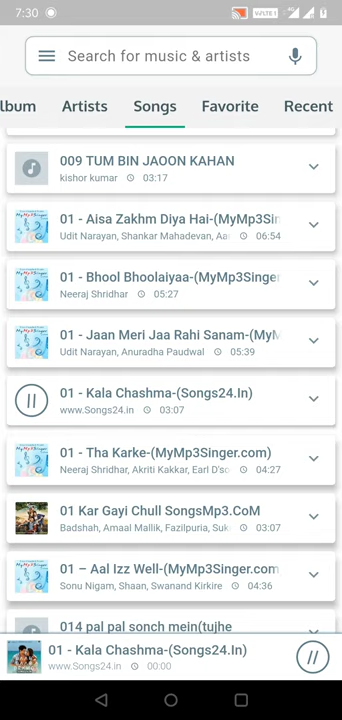 7:30
VoLTE 1
4G
Search for music & artists
lbum Artists Songs Favorite Recent
009 TUM BIN JAOON KAHAN
kishor kumar 03:17
01 - Aisa Zakhm Diya Hai-(MyMp3Sin
Udit Narayan, Shankar Mahadevan, Aa 06:54
01 - Bhool Bhoolaiyaa-(MyMp3Singe
Neeraj Shridhar 05:27
01 - Jaan Meri Jaa Rahi Sanam-(MyM
Udit Narayan, Anuradha Paudwal 05:39
01 - Kala Chashma-(Songs24.In)
www.Songs24.in 03:07
01 - Tha Karke-(MyMp3Singer.com)
Neeraj Shridhar, Akriti Kakkar, Earl D'so 04:27
01 Kar Gayi Chull SongsMp3.CoM
Badshah, Amaal Mallik, Fazilpuria, Suk 03:07
01 – Aal Izz Well-(MyMp3Singer.com
Sonu Nigam, Shaan, Swanand Kirkire 04:36
014 pal pal sonch mein(tujhe
01 - Kala Chashma-(Songs24.In)
www.Songs24.in 00:00